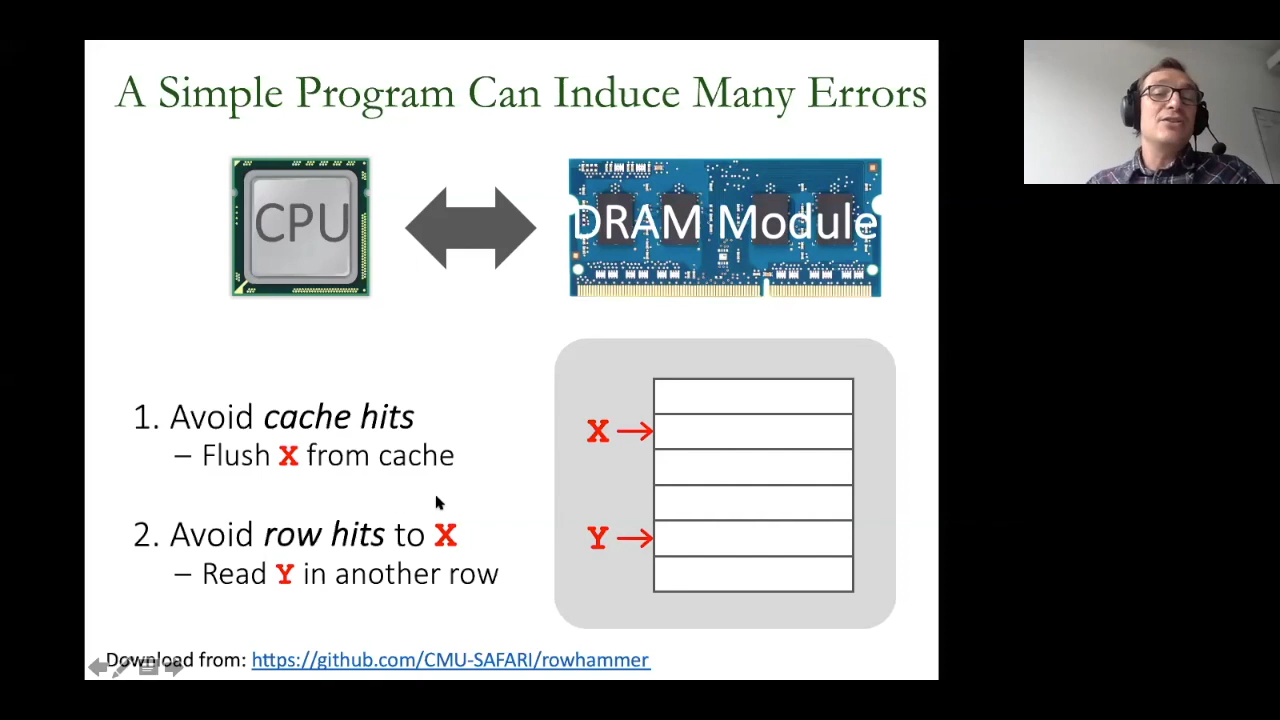 A Simple Program Can Induce Many Errors
CPU
DRAM Module
1. Avoid cache hits
– Flush X from cache
2. Avoid row hits to X
– Read Y in another row
X
Y
Download from: https://github.com/CMU-SAFARI/rowhammer